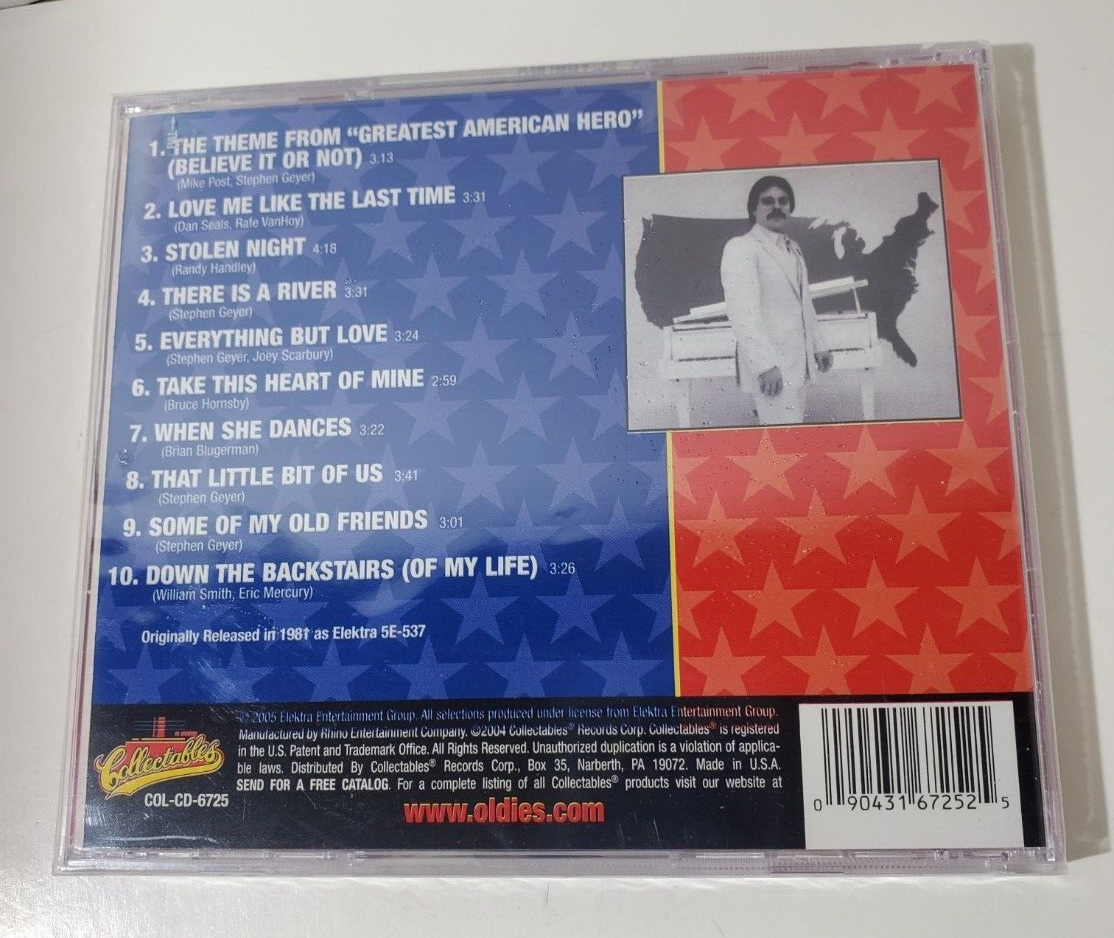 1. THE THEME FROM "GREATEST AMERICAN HERO"
(BELIEVE IT OR NOT) 3:13
(Mike Post, Stephen Geyer)
2. LOVE ME LIKE THE LAST TIME 3:31
(Dan Seals, Rafe VanHoy)
3. STOLEN NIGHT 4:18
(Randy Handley)
4. THERE IS A RIVER 3:31
(Stephen Geyer)
5. EVERYTHING BUT LOVE 3:24
(Stephen Geyer, Joey Scarbury)
6. TAKE THIS HEART OF MINE 2:59
(Bruce Hornsby)
7. WHEN SHE DANCES 3:22
(Brian Blugerman)
8. THAT LITTLE BIT OF US 3:41
(Stephen Geyer)
9. SOME OF MY OLD FRIENDS 3:01
(Stephen Geyer)
10. DOWN THE BACKSTAIRS (OF MY LIFE) 3:26
(William Smith, Eric Mercury)
Originally Released in 1981 as Elektra 5E-537
℗ 2005 Elektra Entertainment Group. All selections produced under license from Elektra Entertainment Group.
Manufactured by Rhino Entertainment Company. ©2004 Collectables® Records Corp. Collectables® is registered
in the U.S. Patent and Trademark Office. All Rights Reserved. Unauthorized duplication is a violation of applica-
ble laws. Distributed By Collectables® Records Corp., Box 35, Narberth, PA 19072. Made in U.S.A.
SEND FOR A FREE CATALOG. For a complete listing of all Collectables® products visit our website at
www.oldies.com
Collectables
COL-CD-6725
0 90431 67252 5